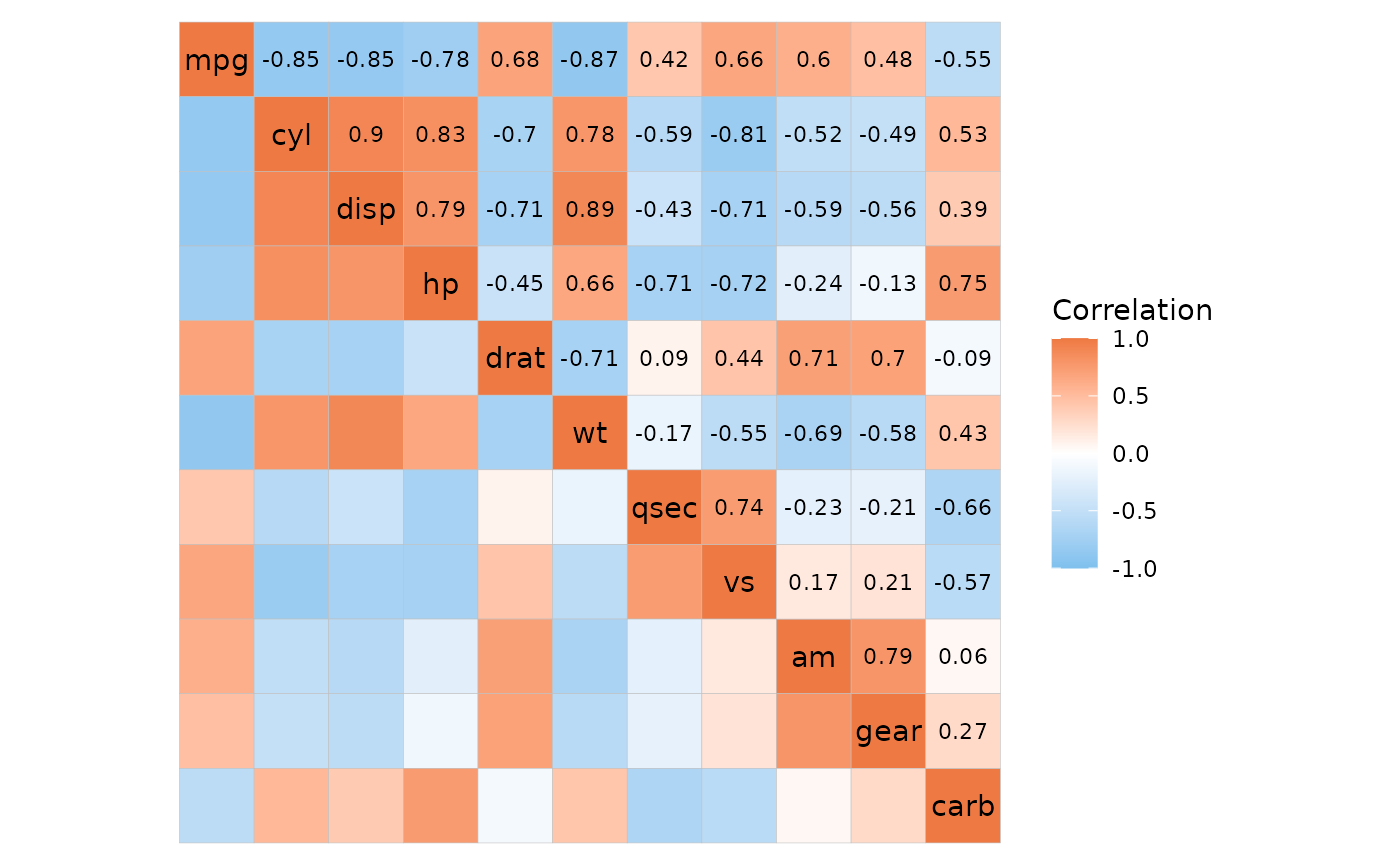 mpg -0.85 -0.85 -0.78 0.68 -0.87 0.42 0.66 0.6 0.48 -0.55
cyl 0.9 0.83 -0.7 0.78 -0.59 -0.81 -0.52 -0.49 0.53
disp 0.79 -0.71 0.89 -0.43 -0.71 -0.59 -0.56 0.39
hp -0.45 0.66 -0.71 -0.72 -0.24 -0.13 0.75
drat -0.71 0.09 0.44 0.71 0.7 -0.09
wt -0.17 -0.55 -0.69 -0.58 0.43
qsec 0.74 -0.23 -0.21 -0.66
vs 0.17 0.21 -0.57
am 0.79 0.06
gear 0.27
carb
Correlation
1.0
0.5
0.0
-0.5
-1.0